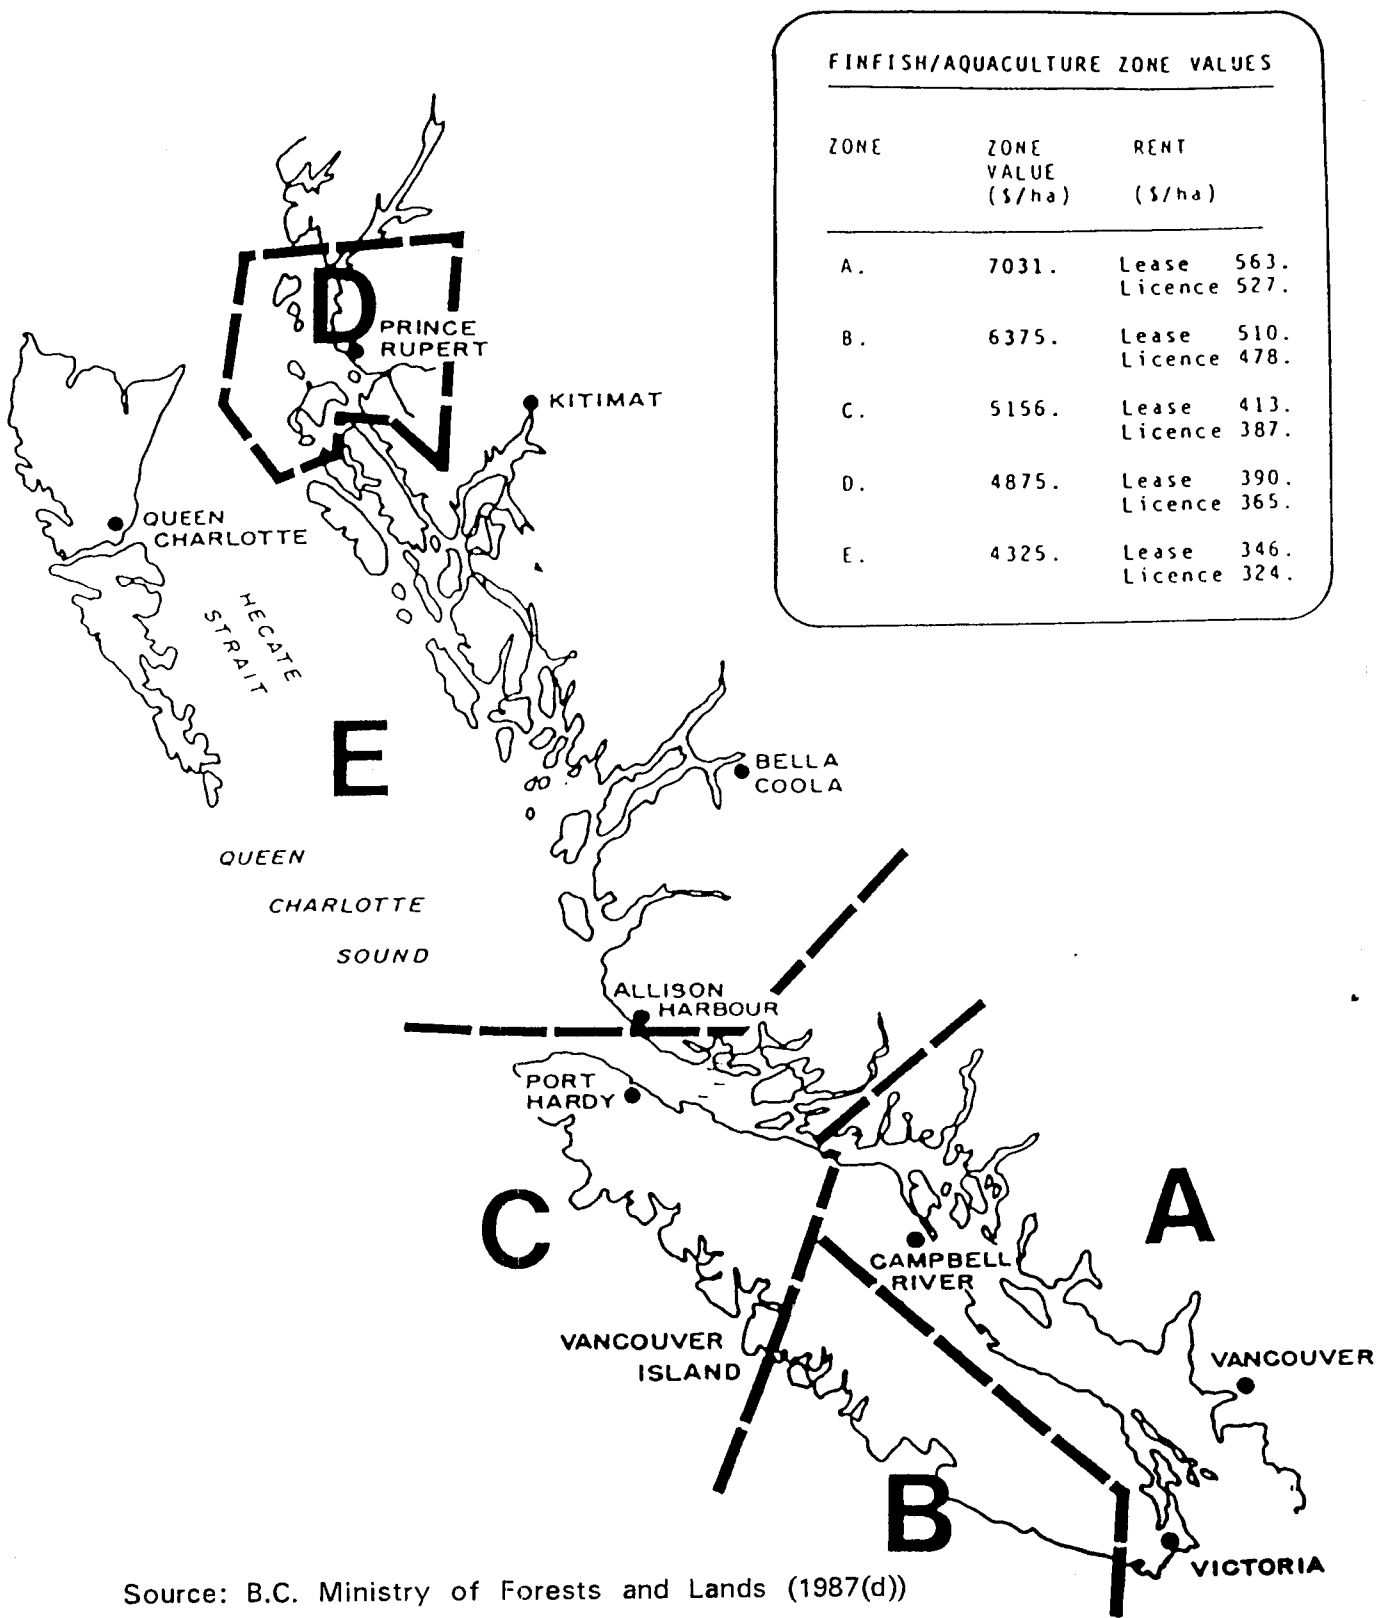 FINFISH/AQUACULTURE ZONE VALUES
ZONE ZONE RENT
VALUE
($/ha) ($/ha)
A. 7031. Lease 563.
Licence 527.
B. 6375. Lease 510.
Licence 478.
C. 5156. Lease 413.
Licence 387.
D. 4875. Lease 390.
Licence 365.
E. 4325. Lease 346.
Licence 324.
D
PRINCE
RUPERT
KITIMAT
QUEEN
CHARLOTTE
HECATE
STRAIT
E
BELLA
COOLA
QUEEN
CHARLOTTE
SOUND
ALLISON
HARBOUR
PORT
HARDY
C
A
CAMPBELL
RIVER
VANCOUVER
ISLAND
VANCOUVER
B
VICTORIA
Source: B.C. Ministry of Forests and Lands (1987(d))